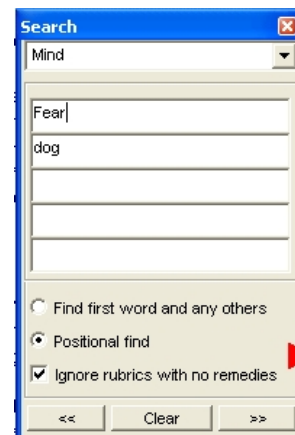 Search
Mind
Fear
dog
Find first word and any others
Positional find
Ignore rubrics with no remedies
<< Clear >>